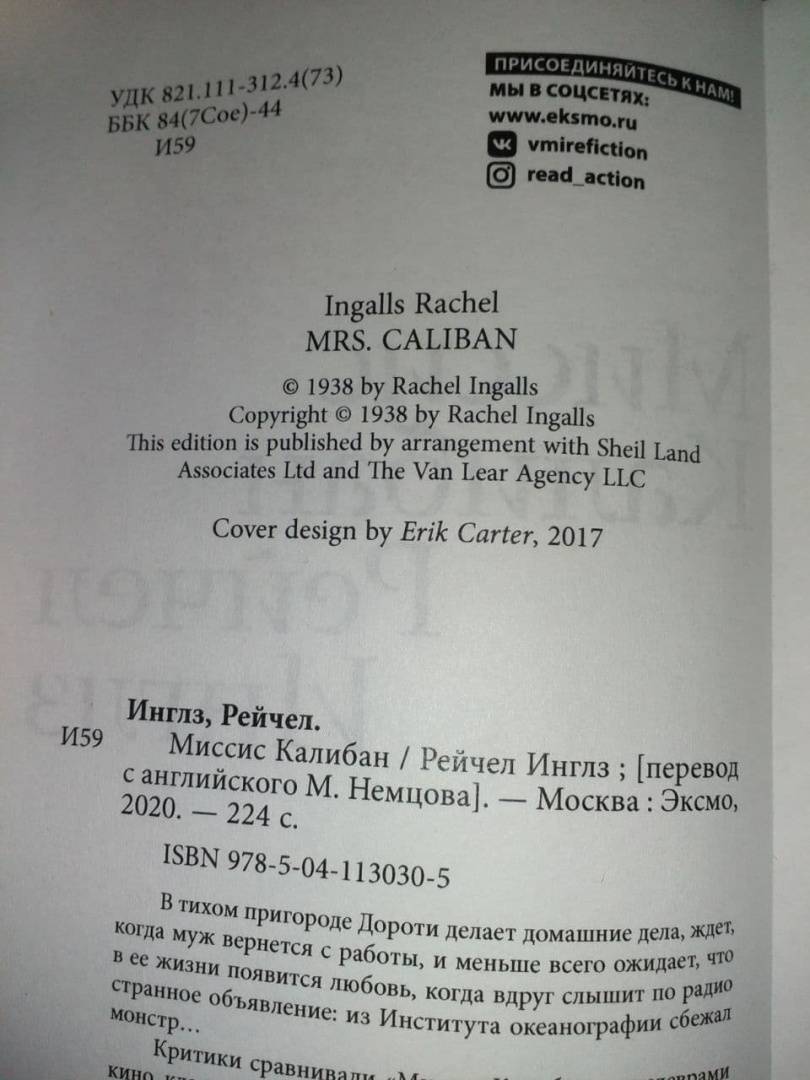 УДК 821.111-312.4(73)
ББК 84(7Сое)-44
И59
ПРИСОЕДИНЯЙТЕСЬ К НАМ!
МЫ В СОЦСЕТЯХ:
www.eksmo.ru
vmirefiction
read_action
Ingalls Rachel
MRS. CALIBAN
© 1938 by Rachel Ingalls
Copyright © 1938 by Rachel Ingalls
This edition is published by arrangement with Sheil Land
Associates Ltd and The Van Lear Agency LLC
Cover design by Erik Carter, 2017
Инглз, Рейчел.
И59 Миссис Калибан / Рейчел Инглз ; [перевод
с английского М. Немцова]. — Москва : Эксмо,
2020. — 224 с.
ISBN 978-5-04-113030-5
В тихом пригороде Дороти делает домашние дела, ждет,
когда муж вернется с работы, и меньше всего ожидает, что
в ее жизни появится любовь, когда вдруг слышит по радио
странное объявление: из Института океанографии сбежал
монстр...
Критики сравнивали
кино